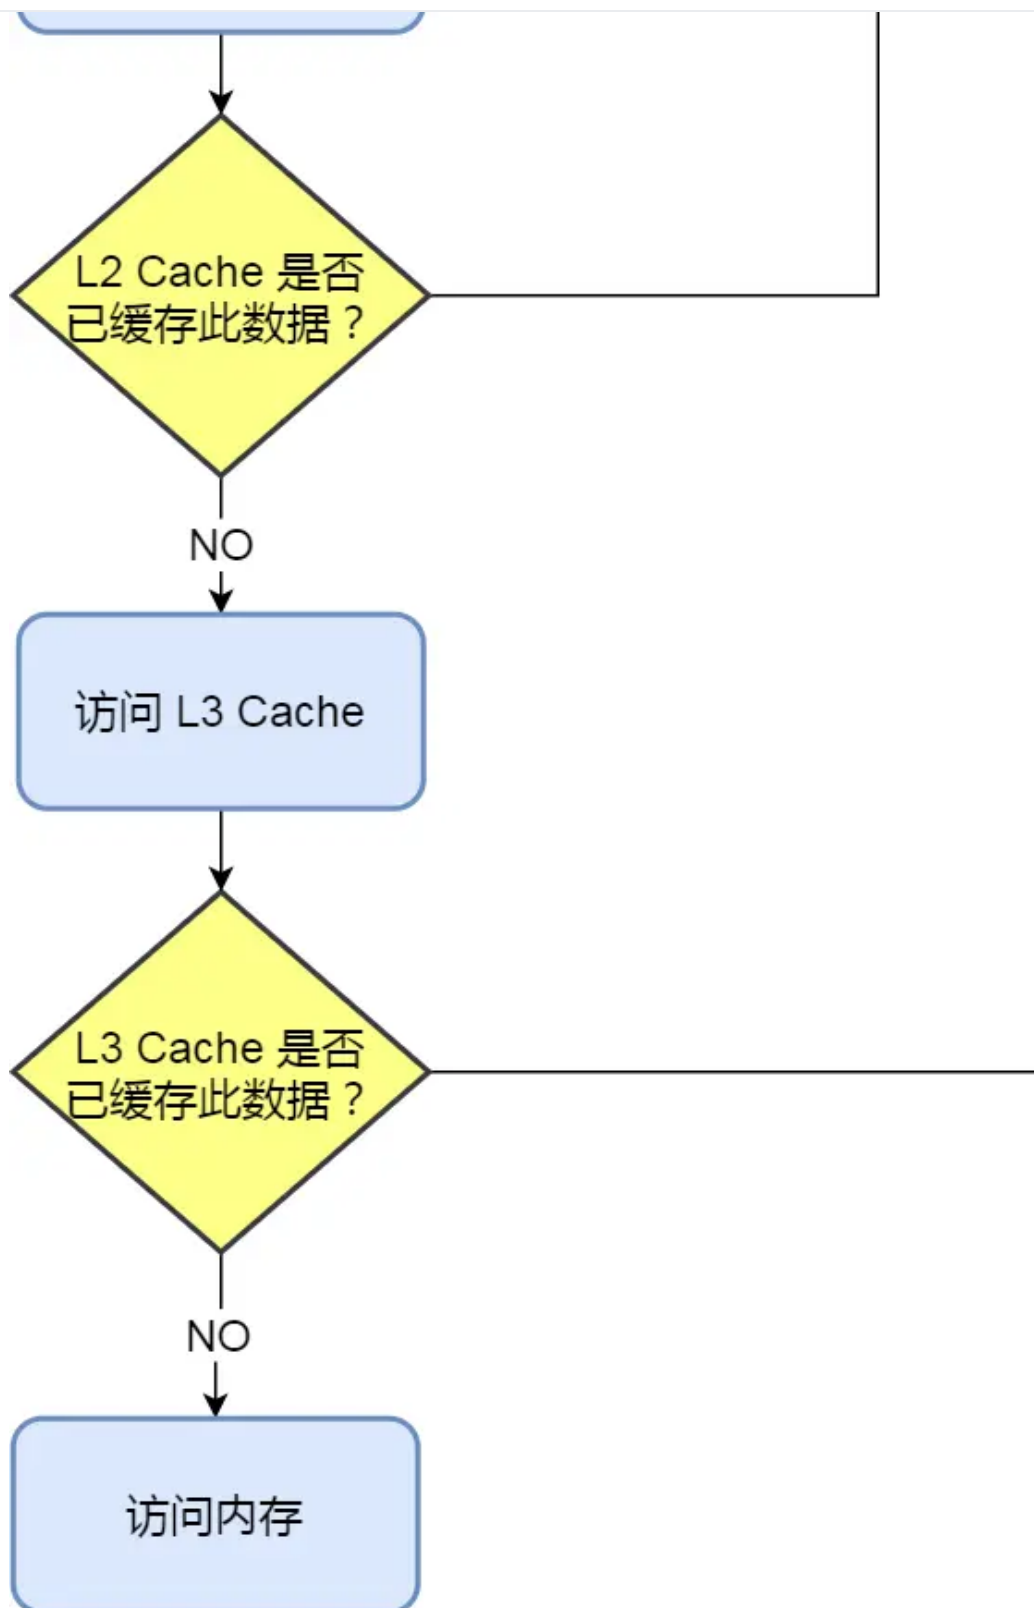 L2 Cache 是否
已缓存此数据？
NO
访问 L3 Cache
L3 Cache 是否
已缓存此数据？
NO
访问内存